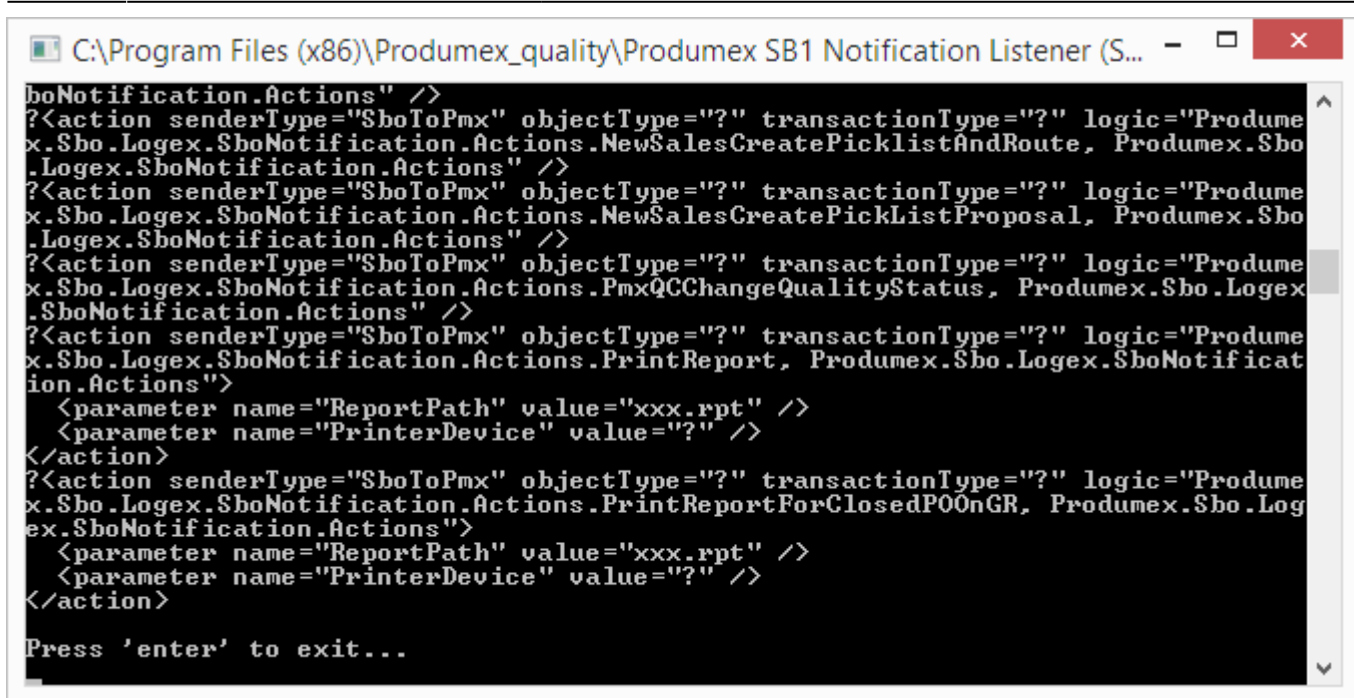 C:\Program Files (x86)\Produmex_quality\Produmex SB1 Notification Listener (S...
boNotification.Actions" />
?<action senderType="SboToPmx" objectType="?" transactionType="?" logic="Produme
x.Sbo.Logex.SboNotification.Actions.NewSalesCreatePicklistAndRoute, Produmex.Sbo
.Logex.SboNotification.Actions" />
?<action senderType="SboToPmx" objectType="?" transactionType="?" logic="Produme
x.Sbo.Logex.SboNotification.Actions.NewSalesCreatePickListProposal, Produmex.Sbo
.Logex.SboNotification.Actions" />
?<action senderType="SboToPmx" objectType="?" transactionType="?" logic="Produme
x.Sbo.Logex.SboNotification.Actions.PmxQCChangeQualityStatus, Produmex.Sbo.Logex
.SboNotification.Actions" />
?<action senderType="SboToPmx" objectType="?" transactionType="?" logic="Produme
x.Sbo.Logex.SboNotification.Actions.PrintReport, Produmex.Sbo.Logex.SboNotificat
ion.Actions">
  <parameter name="ReportPath" value="xxx.rpt" />
  <parameter name="PrinterDevice" value="?" />
</action>
?<action senderType="SboToPmx" objectType="?" transactionType="?" logic="Produme
x.Sbo.Logex.SboNotification.Actions.PrintReportForClosedPOOnGR, Produmex.Sbo.Log
ex.SboNotification.Actions">
  <parameter name="ReportPath" value="xxx.rpt" />
  <parameter name="PrinterDevice" value="?" />
</action>
Press 'enter' to exit...